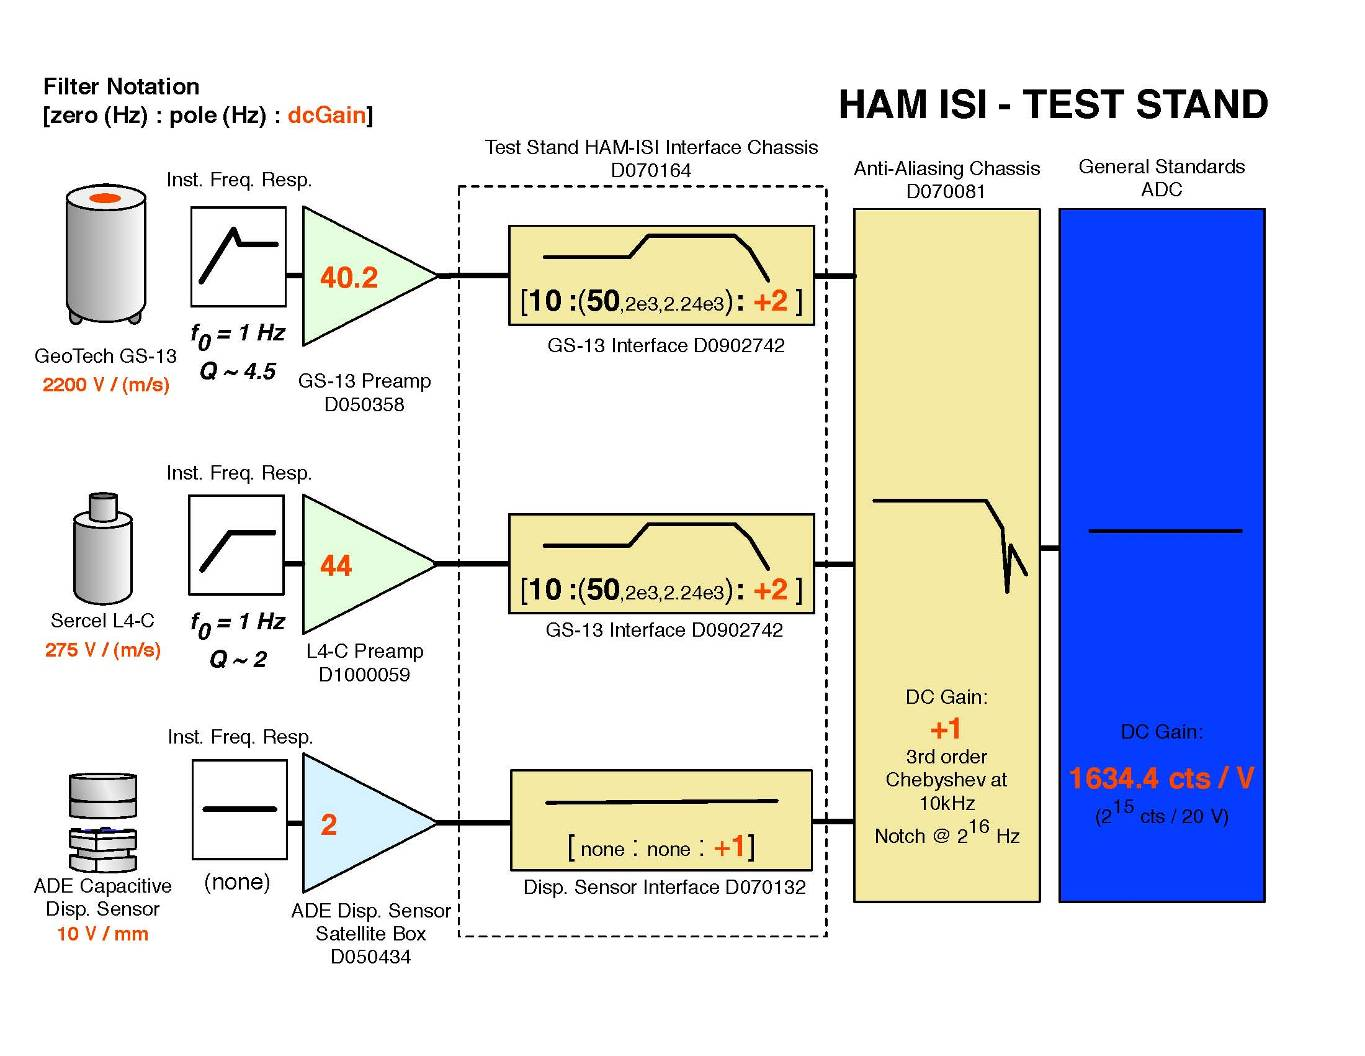 Filter Notation
[zero (Hz) : pole (Hz) : dcGain]
HAM ISI - TEST STAND
Test Stand HAM-ISI Interface Chassis
D070164
Anti-Aliasing Chassis
D070081
General Standards
ADC
Inst. Freq. Resp.
40.2
[10 :(50,2e3,2.24e3): +2 ]
f0 = 1 Hz
Q ~ 4.5
GeoTech GS-13
2200 V / (m/s)
GS-13 Preamp
D050358
GS-13 Interface D0902742
Inst. Freq. Resp.
44
[10 :(50,2e3,2.24e3): +2 ]
Sercel L4-C
275 V / (m/s)
f0 = 1 Hz
Q ~ 2
L4-C Preamp
D1000059
GS-13 Interface D0902742
Inst. Freq. Resp.
2
[ none : none : +1]
(none)
ADE Capacitive
Disp. Sensor
10 V / mm
ADE Disp. Sensor
Satellite Box
D050434
Disp. Sensor Interface D070132
DC Gain:
+1
3rd order
Chebyshev at
10kHz
Notch @ 2^16 Hz
DC Gain:
1634.4 cts / V
(2^15 cts / 20 V)